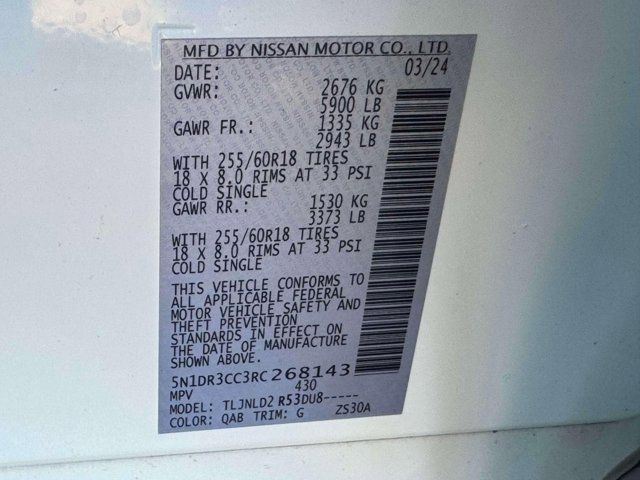 MFD BY NISSAN MOTOR CO., LTD.
DATE: 03/24
GVWR: 2676 KG
5900 LB
GAWR FR.: 1335 KG
2943 LB
WITH 255/60R18 TIRES
18 X 8.0 RIMS AT 33 PSI
COLD SINGLE
GAWR RR.: 1530 KG
3373 LB
WITH 255/60R18 TIRES
18 X 8.0 RIMS AT 33 PSI
COLD SINGLE
THIS VEHICLE CONFORMS TO
ALL APPLICABLE FEDERAL
MOTOR VEHICLE SAFETY AND
THEFT PREVENTION
STANDARDS IN EFFECT ON
THE DATE OF MANUFACTURE
SHOWN ABOVE.
5N1DR3CC3RC268143
MPV 430
MODEL: TLJNLD2 R53DU8-----
COLOR: QAB TRIM: G ZS30A